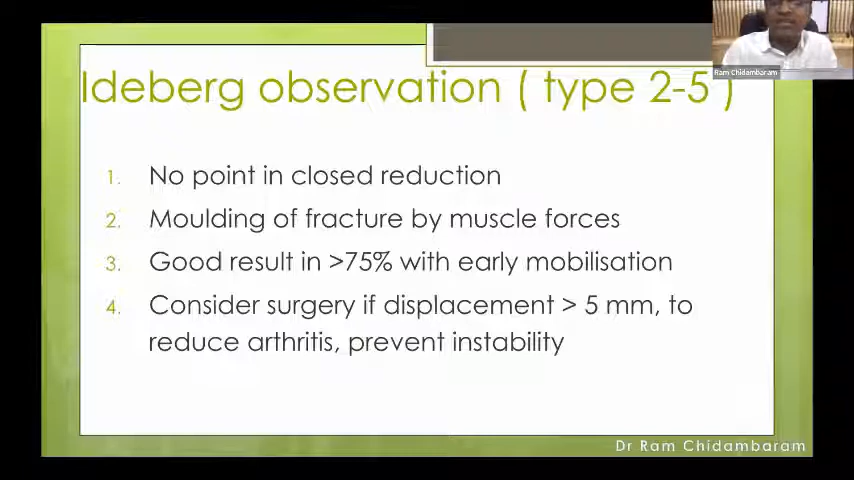 Ram Chidambaram
Ideberg observation ( type 2-5 )
1. No point in closed reduction
2. Moulding of fracture by muscle forces
3. Good result in >75% with early mobilisation
4. Consider surgery if displacement > 5 mm, to
reduce arthritis, prevent instability
Dr Ram Chidambaram